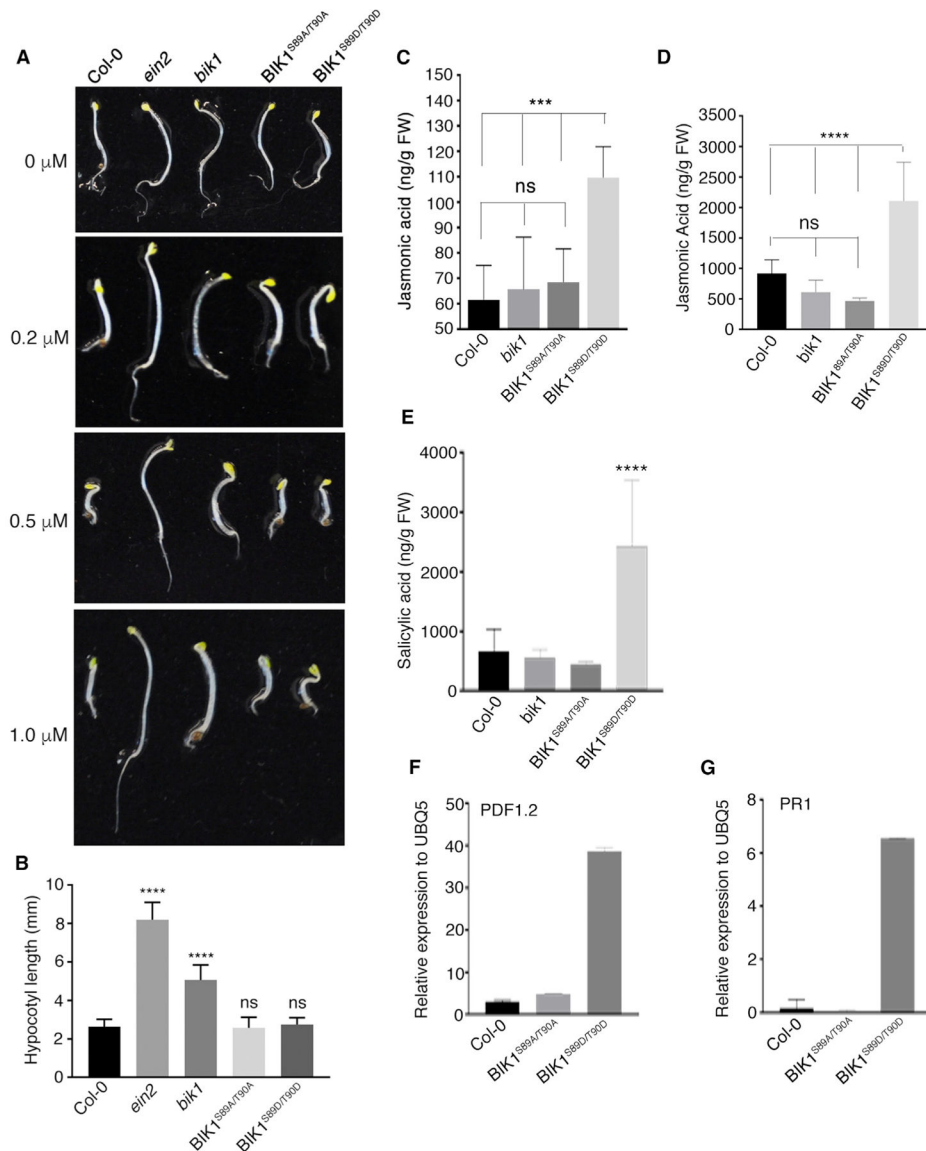 A
Col-0
ein2
bik1
BIK1S89A/T90A
BIK1S89D/T90D
0 μM
0.2 μM
0.5 μM
1.0 μM
B
Hypocotyl length (mm)
10
8
6
4
2
0
****
****
ns
ns
Col-0
ein2
bik1
BIK1S89A/T90A
BIK1S89D/T90D
C
Jasmonic acid (ng/g FW)
150
140
130
120
110
100
90
80
70
60
50
***
ns
Col-0
bik1
BIK1S89A/T90A
BIK1S89D/T90D
D
Jasmonic Acid (ng/g FW)
3500
3000
2500
2000
1500
1000
500
0
****
ns
Col-0
bik1
BIK189A/T90A
BIK1S89D/T90D
E
Salicylic acid (ng/g FW)
4000
3000
2000
1000
0
****
Col-0
bik1
BIK1S89A/T90A
BIK1S89D/T90D
F
PDF1.2
Relative expression to UBQ5
50
40
30
20
10
0
Col-0
BIK1S89A/T90A
BIK1S89D/T90D
G
PR1
Relative expression to UBQ5
8
6
4
2
0
Col-0
BIK1S89A/T90A
BIK1S89D/T90D